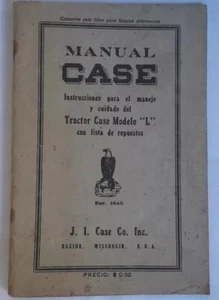 Conserve este libro para futuras referencias
MANUAL
CASE
Instrucciones para el manejo
y cuidado del
Tractor Case Modelo "L"
con lista de repuestos
Est. 1842
J. I. Case Co. Inc.
RACINE, WISCONSIN, U. S. A.
PRECIO: $ 0.50